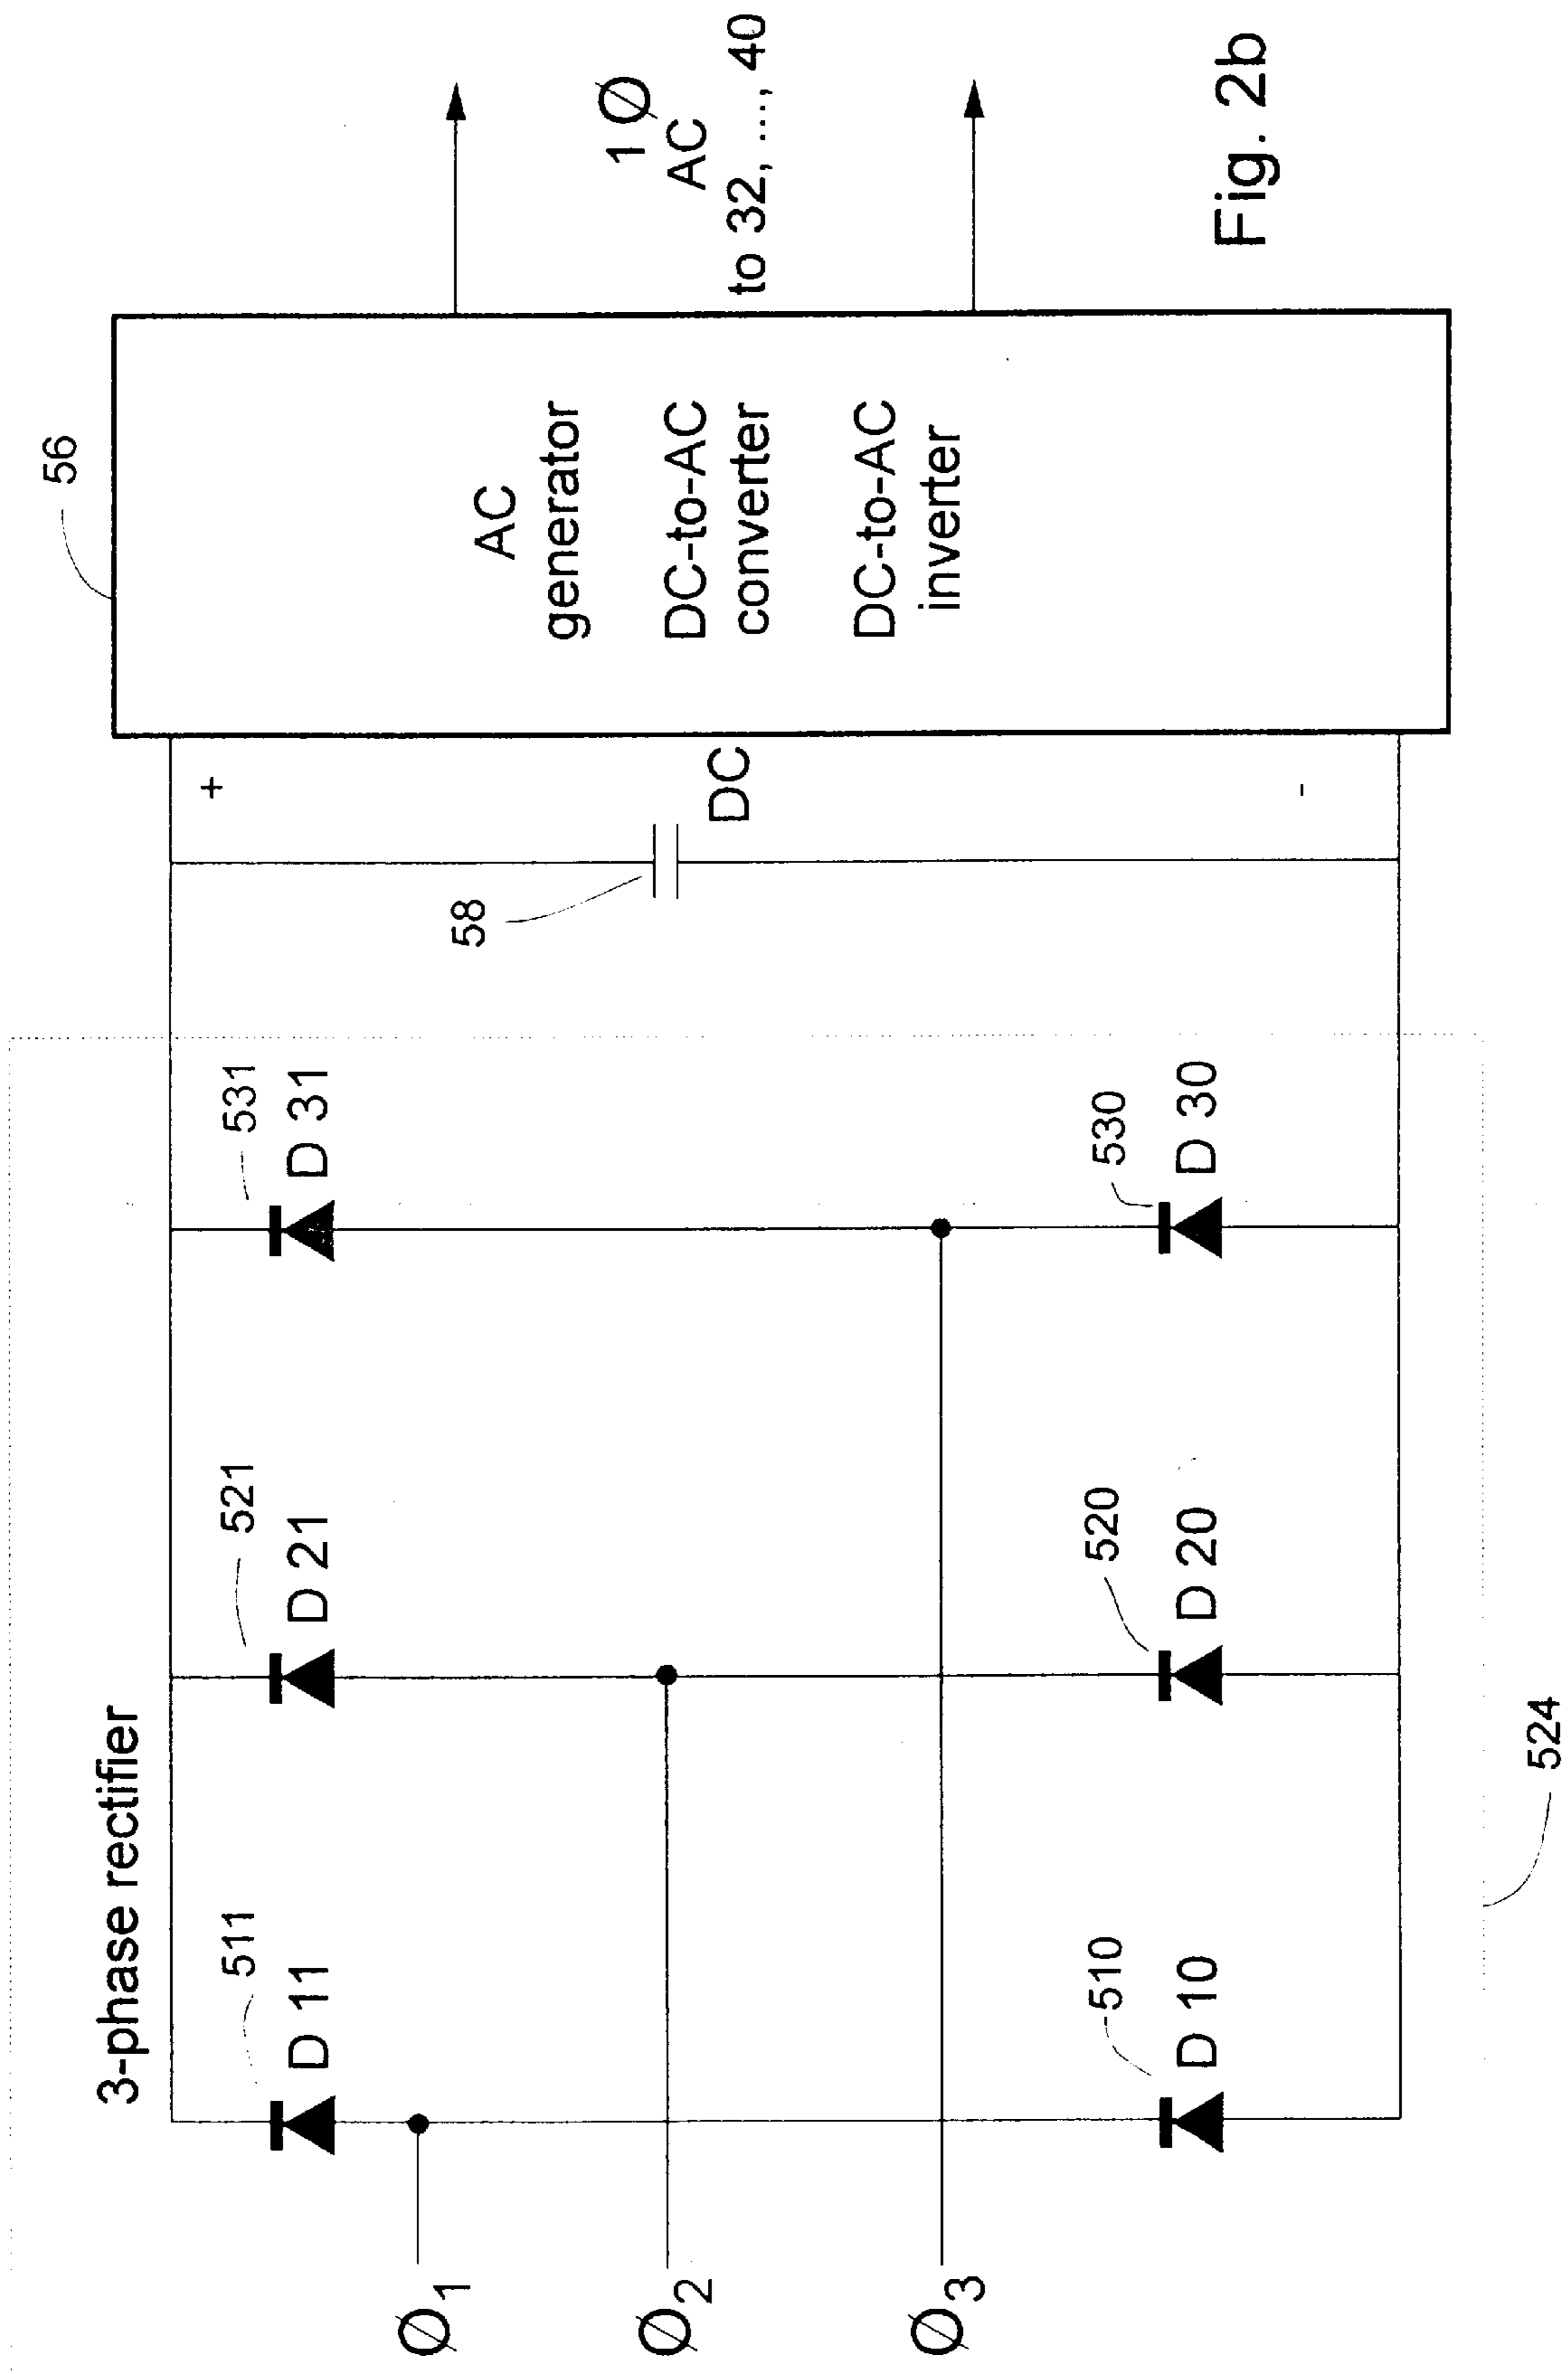 3-phase rectifier
511
D 11
521
D 21
531
D 31
56
+
58
DC
-
AC
generator
DC-to-AC
converter
DC-to-AC
inverter
1 Ø
AC
to 32, ...., 40
Ø1
Ø2
Ø3
510
D 10
520
D 20
530
D 30
524
Fig. 2b